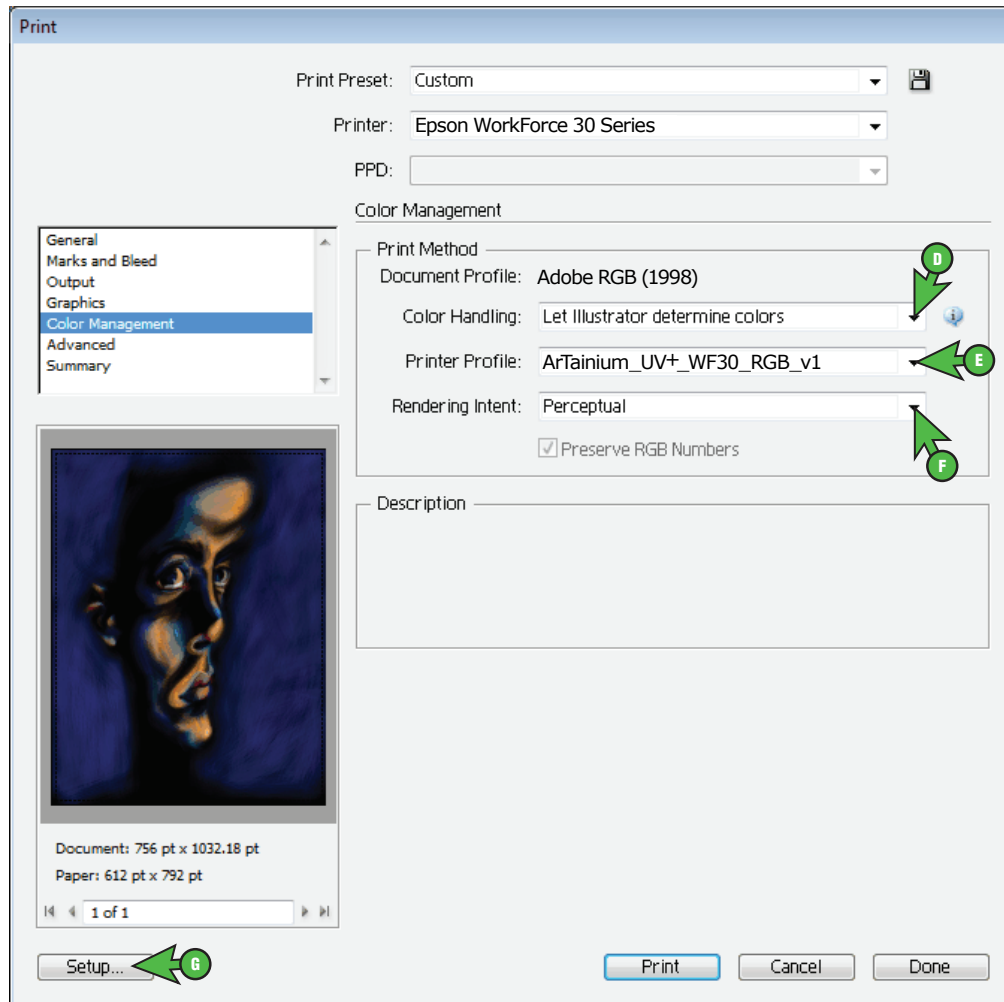 Print
Print Preset: Custom
Printer: Epson WorkForce 30 Series
PPD:
Color Management
General
Marks and Bleed
Output
Graphics
Color Management
Advanced
Summary
Print Method
Document Profile: Adobe RGB (1998)
D
Color Handling: Let Illustrator determine colors
i
Printer Profile: ArTainium_UV+_WF30_RGB_v1
E
Rendering Intent: Perceptual
Preserve RGB Numbers
F
Description
Document: 756 pt x 1032.18 pt
Paper: 612 pt x 792 pt
1 of 1
Setup...
G
Print
Cancel
Done